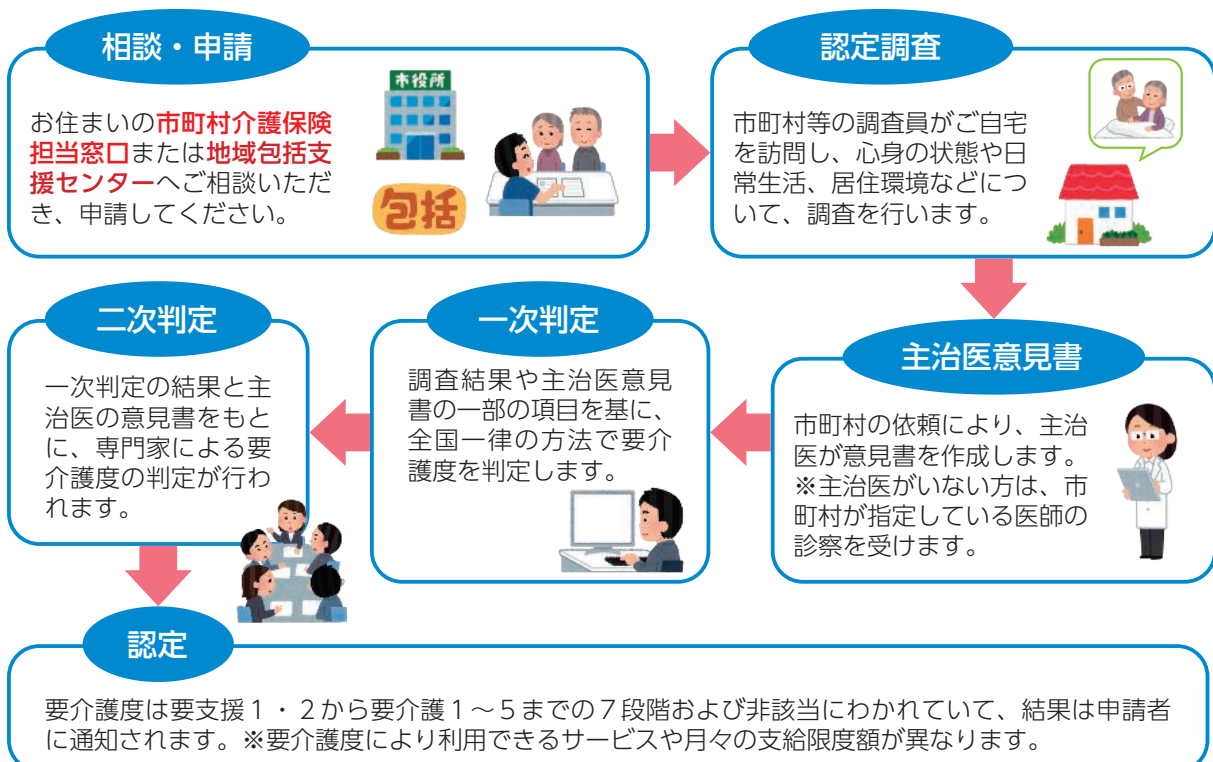 相談・申請
お住まいの市町村介護保険
担当窓口または地域包括支
援センターへご相談いただ
き、申請してください。
市役所
包括
認定調査
市町村等の調査員がご自宅
を訪問し、心身の状態や日
常生活、居住環境などにつ
いて、調査を行います。
主治医意見書
市町村の依頼により、主治
医が意見書を作成します。
※主治医がいない方は、市
町村が指定している医師の
診察を受けます。
一次判定
調査結果や主治医意見
書の一部の項目を基に、
全国一律の方法で要介
護度を判定します。
二次判定
一次判定の結果と主
治医の意見書をもと
に、専門家による要
介護度の判定が行わ
れます。
認定
要介護度は要支援１・２から要介護１～５までの７段階および非該当にわかれていて、結果は申請者
に通知されます。※要介護度により利用できるサービスや月々の支給限度額が異なります。